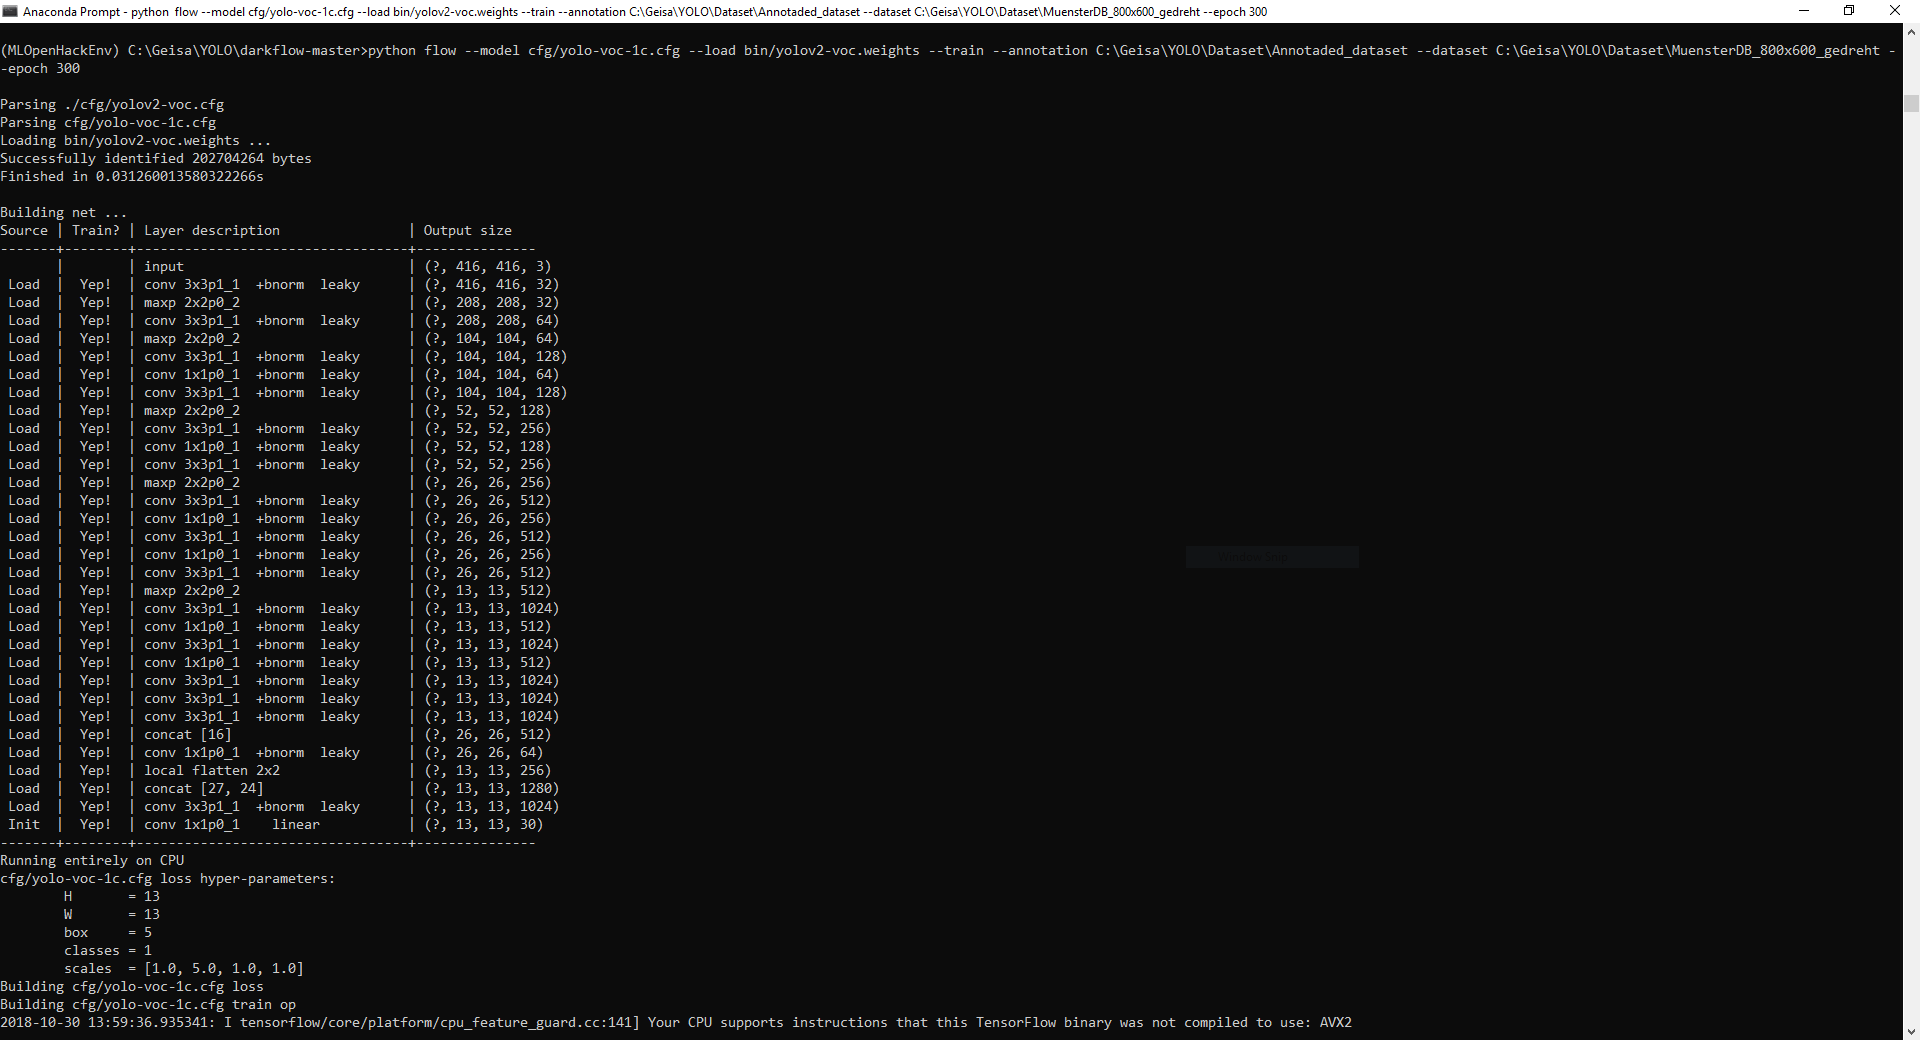 Anaconda Prompt - python  flow --model cfg/yolo-voc-1c.cfg --load bin/yolov2-voc.weights --train --annotation C:\Geisa\YOLO\Dataset\Annotaded_dataset --dataset C:\Geisa\YOLO\Dataset\MuensterDB_800x600_gedreht --epoch 300
(MLOpenHackEnv) C:\Geisa\YOLO\darkflow-master>python flow --model cfg/yolo-voc-1c.cfg --load bin/yolov2-voc.weights --train --annotation C:\Geisa\YOLO\Dataset\Annotaded_dataset --dataset C:\Geisa\YOLO\Dataset\MuensterDB_800x600_gedreht -
-epoch 300
Parsing ./cfg/yolov2-voc.cfg
Parsing cfg/yolo-voc-1c.cfg
Loading bin/yolov2-voc.weights ...
Successfully identified 202704264 bytes
Finished in 0.031260013580322266s
Building net ...
Source | Train? | Layer description                | Output size
-------+--------+----------------------------------+---------------
       |        | input                            | (?, 416, 416, 3)
 Load  |  Yep!  | conv 3x3p1_1  +bnorm  leaky      | (?, 416, 416, 32)
 Load  |  Yep!  | maxp 2x2p0_2                     | (?, 208, 208, 32)
 Load  |  Yep!  | conv 3x3p1_1  +bnorm  leaky      | (?, 208, 208, 64)
 Load  |  Yep!  | maxp 2x2p0_2                     | (?, 104, 104, 64)
 Load  |  Yep!  | conv 3x3p1_1  +bnorm  leaky      | (?, 104, 104, 128)
 Load  |  Yep!  | conv 1x1p0_1  +bnorm  leaky      | (?, 104, 104, 64)
 Load  |  Yep!  | conv 3x3p1_1  +bnorm  leaky      | (?, 104, 104, 128)
 Load  |  Yep!  | maxp 2x2p0_2                     | (?, 52, 52, 128)
 Load  |  Yep!  | conv 3x3p1_1  +bnorm  leaky      | (?, 52, 52, 256)
 Load  |  Yep!  | conv 1x1p0_1  +bnorm  leaky      | (?, 52, 52, 128)
 Load  |  Yep!  | conv 3x3p1_1  +bnorm  leaky      | (?, 52, 52, 256)
 Load  |  Yep!  | maxp 2x2p0_2                     | (?, 26, 26, 256)
 Load  |  Yep!  | conv 3x3p1_1  +bnorm  leaky      | (?, 26, 26, 512)
 Load  |  Yep!  | conv 1x1p0_1  +bnorm  leaky      | (?, 26, 26, 256)
 Load  |  Yep!  | conv 3x3p1_1  +bnorm  leaky      | (?, 26, 26, 512)
 Load  |  Yep!  | conv 1x1p0_1  +bnorm  leaky      | (?, 26, 26, 256)
 Load  |  Yep!  | conv 3x3p1_1  +bnorm  leaky      | (?, 26, 26, 512)
 Load  |  Yep!  | maxp 2x2p0_2                     | (?, 13, 13, 512)
 Load  |  Yep!  | conv 3x3p1_1  +bnorm  leaky      | (?, 13, 13, 1024)
 Load  |  Yep!  | conv 1x1p0_1  +bnorm  leaky      | (?, 13, 13, 512)
 Load  |  Yep!  | conv 3x3p1_1  +bnorm  leaky      | (?, 13, 13, 1024)
 Load  |  Yep!  | conv 1x1p0_1  +bnorm  leaky      | (?, 13, 13, 512)
 Load  |  Yep!  | conv 3x3p1_1  +bnorm  leaky      | (?, 13, 13, 1024)
 Load  |  Yep!  | conv 3x3p1_1  +bnorm  leaky      | (?, 13, 13, 1024)
 Load  |  Yep!  | conv 3x3p1_1  +bnorm  leaky      | (?, 13, 13, 1024)
 Load  |  Yep!  | concat [16]                      | (?, 26, 26, 512)
 Load  |  Yep!  | conv 1x1p0_1  +bnorm  leaky      | (?, 26, 26, 64)
 Load  |  Yep!  | local flatten 2x2                | (?, 13, 13, 256)
 Load  |  Yep!  | concat [27, 24]                  | (?, 13, 13, 1280)
 Load  |  Yep!  | conv 3x3p1_1  +bnorm  leaky      | (?, 13, 13, 1024)
 Init  |  Yep!  | conv 1x1p0_1    linear           | (?, 13, 13, 30)
-------+--------+----------------------------------+---------------
Running entirely on CPU
cfg/yolo-voc-1c.cfg loss hyper-parameters:
        H       = 13
        W       = 13
        box     = 5
        classes = 1
        scales  = [1.0, 5.0, 1.0, 1.0]
Building cfg/yolo-voc-1c.cfg loss
Building cfg/yolo-voc-1c.cfg train op
2018-10-30 13:59:36.935341: I tensorflow/core/platform/cpu_feature_guard.cc:141] Your CPU supports instructions that this TensorFlow binary was not compiled to use: AVX2